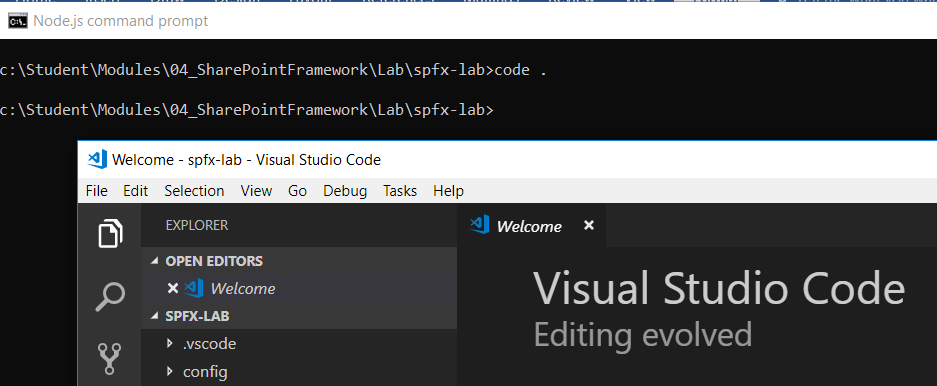 Node.js command prompt
c:\Student\Modules\04_SharePointFramework\Lab\spfx-lab>code .
c:\Student\Modules\04_SharePointFramework\Lab\spfx-lab>
Welcome - spfx-lab - Visual Studio Code
File Edit Selection View Go Debug Tasks Help
EXPLORER
Welcome
OPEN EDITORS
Welcome
Visual Studio Code
SPFX-LAB
Editing evolved
.vscode
config